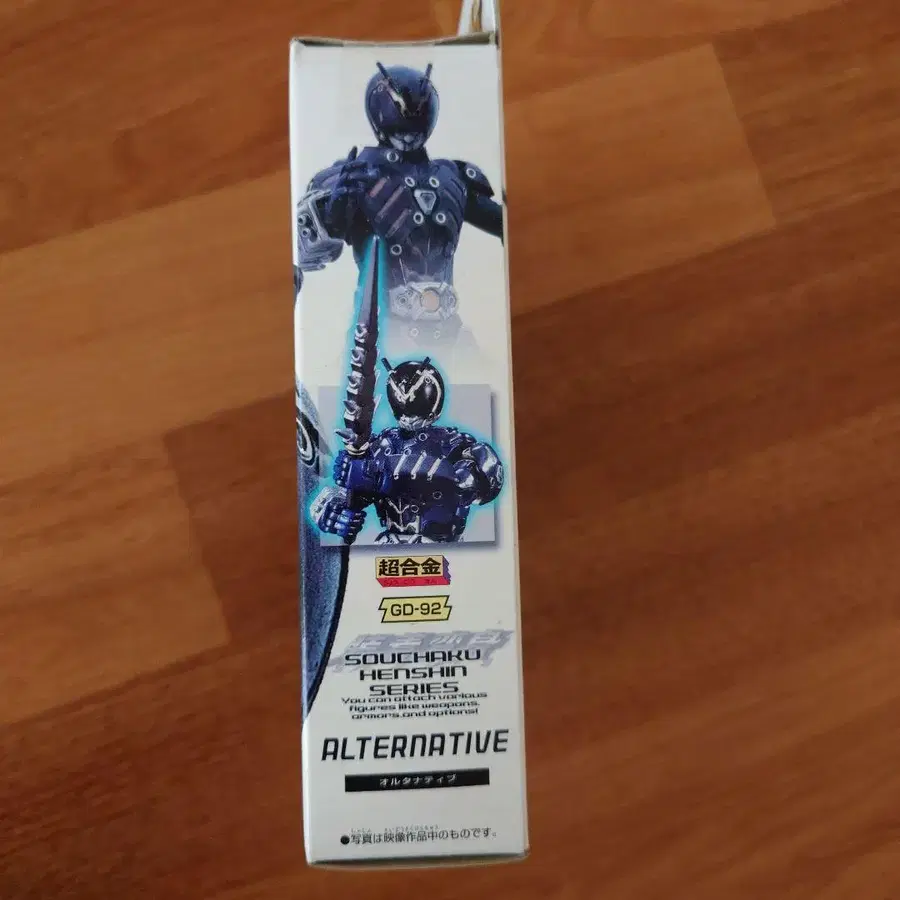 超合金
GD-92
SOUCHAKU
HENSHIN
SERIES
You can attach various
figures like weapons,
armors,and options!
ALTERNATIVE
オルタナティブ
●写真は映像作品中のものです。